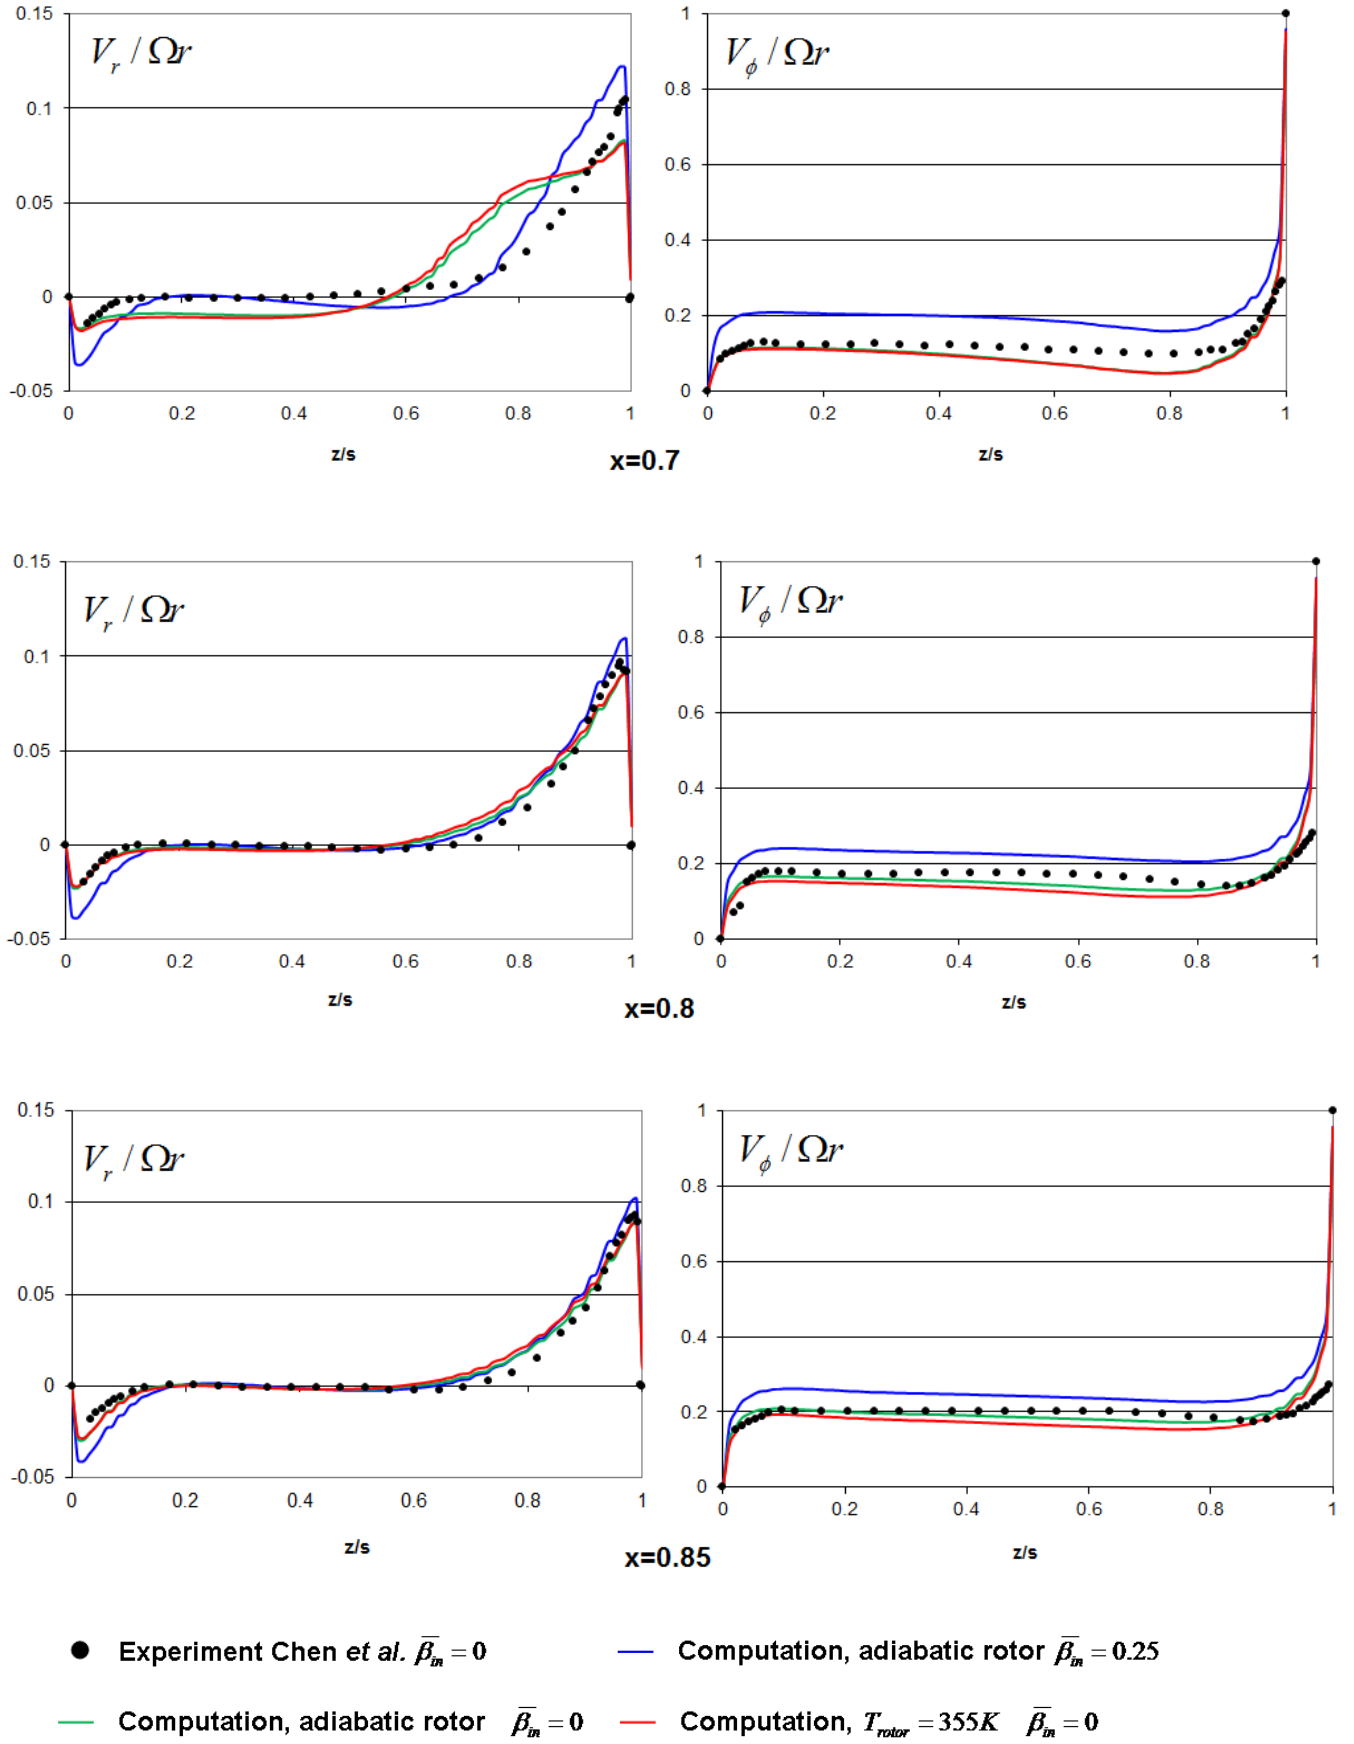 V_r / Ωr
0.15
0.1
0.05
0
-0.05
0 0.2 0.4 0.6 0.8 1
z/s
V_ϕ / Ωr
1
0.8
0.6
0.4
0.2
0
0 0.2 0.4 0.6 0.8 1
z/s
x=0.7
V_r / Ωr
0.15
0.1
0.05
0
-0.05
0 0.2 0.4 0.6 0.8 1
z/s
V_ϕ / Ωr
1
0.8
0.6
0.4
0.2
0
0 0.2 0.4 0.6 0.8 1
z/s
x=0.8
V_r / Ωr
0.15
0.1
0.05
0
-0.05
0 0.2 0.4 0.6 0.8 1
z/s
V_ϕ / Ωr
1
0.8
0.6
0.4
0.2
0
0 0.2 0.4 0.6 0.8 1
z/s
x=0.85
Experiment Chen et al. β̅_in = 0
Computation, adiabatic rotor β̅_in = 0.25
Computation, adiabatic rotor β̅_in = 0
Computation, T_rotor = 355K β̅_in = 0